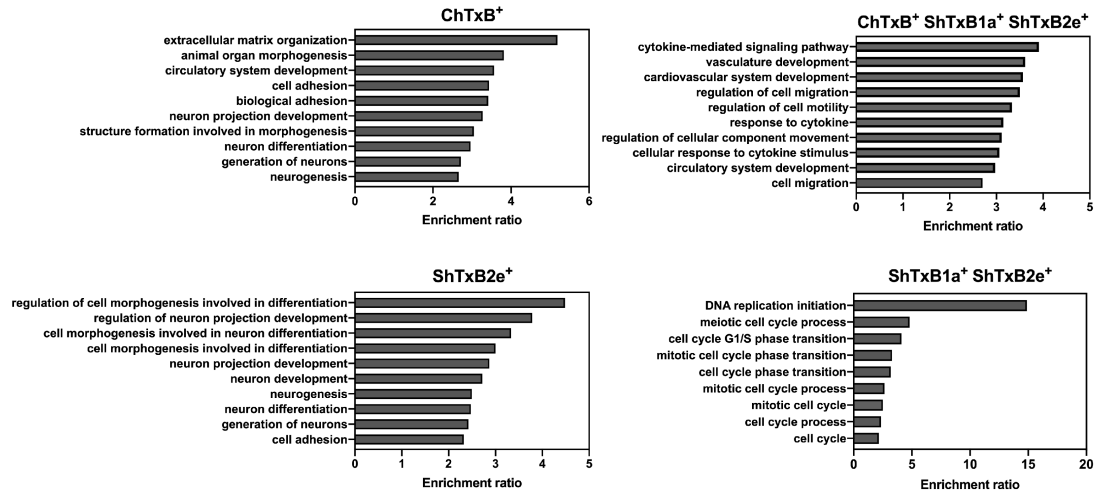 ChTxB+
extracellular matrix organization
animal organ morphogenesis
circulatory system development
cell adhesion
biological adhesion
neuron projection development
structure formation involved in morphogenesis
neuron differentiation
generation of neurons
neurogenesis
0 2 4 6
Enrichment ratio
ChTxB+ ShTxB1a+ ShTxB2e+
cytokine-mediated signaling pathway
vasculature development
cardiovascular system development
regulation of cell migration
regulation of cell motility
response to cytokine
regulation of cellular component movement
cellular response to cytokine stimulus
circulatory system development
cell migration
0 1 2 3 4 5
Enrichment ratio
ShTxB2e+
regulation of cell morphogenesis involved in differentiation
regulation of neuron projection development
cell morphogenesis involved in neuron differentiation
cell morphogenesis involved in differentiation
neuron projection development
neuron development
neurogenesis
neuron differentiation
generation of neurons
cell adhesion
0 1 2 3 4 5
Enrichment ratio
ShTxB1a+ ShTxB2e+
DNA replication initiation
meiotic cell cycle process
cell cycle G1/S phase transition
mitotic cell cycle phase transition
cell cycle phase transition
mitotic cell cycle process
mitotic cell cycle
cell cycle process
cell cycle
0 5 10 15 20
Enrichment ratio